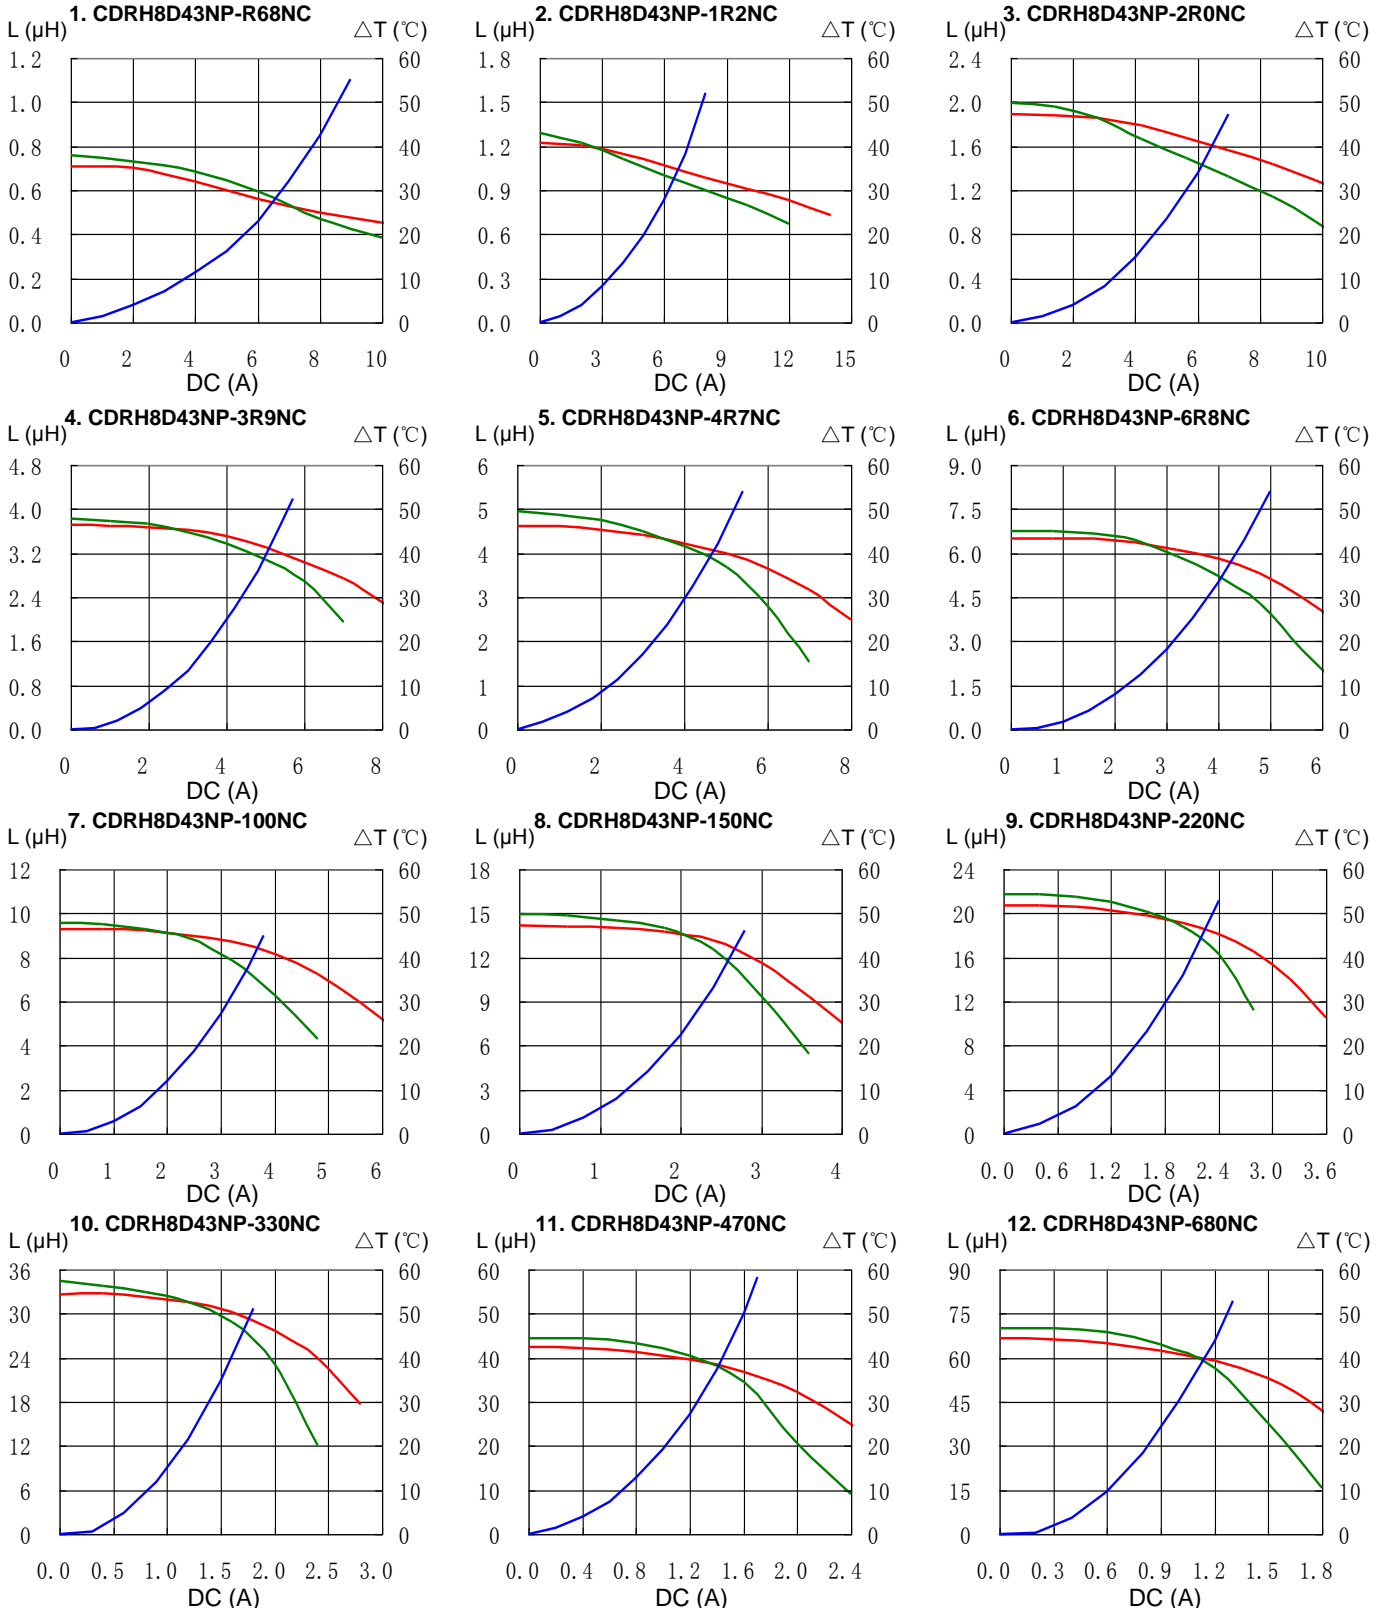 1. CDRH8D43NP-R68NC
L (μH)
△T (℃)
1.2
1.0
0.8
0.6
0.4
0.2
0.0
60
50
40
30
20
10
0
0 2 4 6 8 10
DC (A)
2. CDRH8D43NP-1R2NC
L (μH)
△T (℃)
1.8
1.5
1.2
0.9
0.6
0.3
0.0
60
50
40
30
20
10
0
0 3 6 9 12 15
DC (A)
3. CDRH8D43NP-2R0NC
L (μH)
△T (℃)
2.4
2.0
1.6
1.2
0.8
0.4
0.0
60
50
40
30
20
10
0
0 2 4 6 8 10
DC (A)
4. CDRH8D43NP-3R9NC
L (μH)
△T (℃)
4.8
4.0
3.2
2.4
1.6
0.8
0.0
60
50
40
30
20
10
0
0 2 4 6 8
DC (A)
5. CDRH8D43NP-4R7NC
L (μH)
△T (℃)
6
5
4
3
2
1
0
60
50
40
30
20
10
0
0 2 4 6 8
DC (A)
6. CDRH8D43NP-6R8NC
L (μH)
△T (℃)
9.0
7.5
6.0
4.5
3.0
1.5
0.0
60
50
40
30
20
10
0
0 1 2 3 4 5 6
DC (A)
7. CDRH8D43NP-100NC
L (μH)
△T (℃)
12
10
8
6
4
2
0
60
50
40
30
20
10
0
0 1 2 3 4 5 6
DC (A)
8. CDRH8D43NP-150NC
L (μH)
△T (℃)
18
15
12
9
6
3
0
60
50
40
30
20
10
0
0 1 2 3 4
DC (A)
9. CDRH8D43NP-220NC
L (μH)
△T (℃)
24
20
16
12
8
4
0
60
50
40
30
20
10
0
0.0 0.6 1.2 1.8 2.4 3.0 3.6
DC (A)
10. CDRH8D43NP-330NC
L (μH)
△T (℃)
36
30
24
18
12
6
0
60
50
40
30
20
10
0
0.0 0.5 1.0 1.5 2.0 2.5 3.0
DC (A)
11. CDRH8D43NP-470NC
L (μH)
△T (℃)
60
50
40
30
20
10
0
60
50
40
30
20
10
0
0.0 0.4 0.8 1.2 1.6 2.0 2.4
DC (A)
12. CDRH8D43NP-680NC
L (μH)
△T (℃)
90
75
60
45
30
15
0
60
50
40
30
20
10
0
0.0 0.3 0.6 0.9 1.2 1.5 1.8
DC (A)